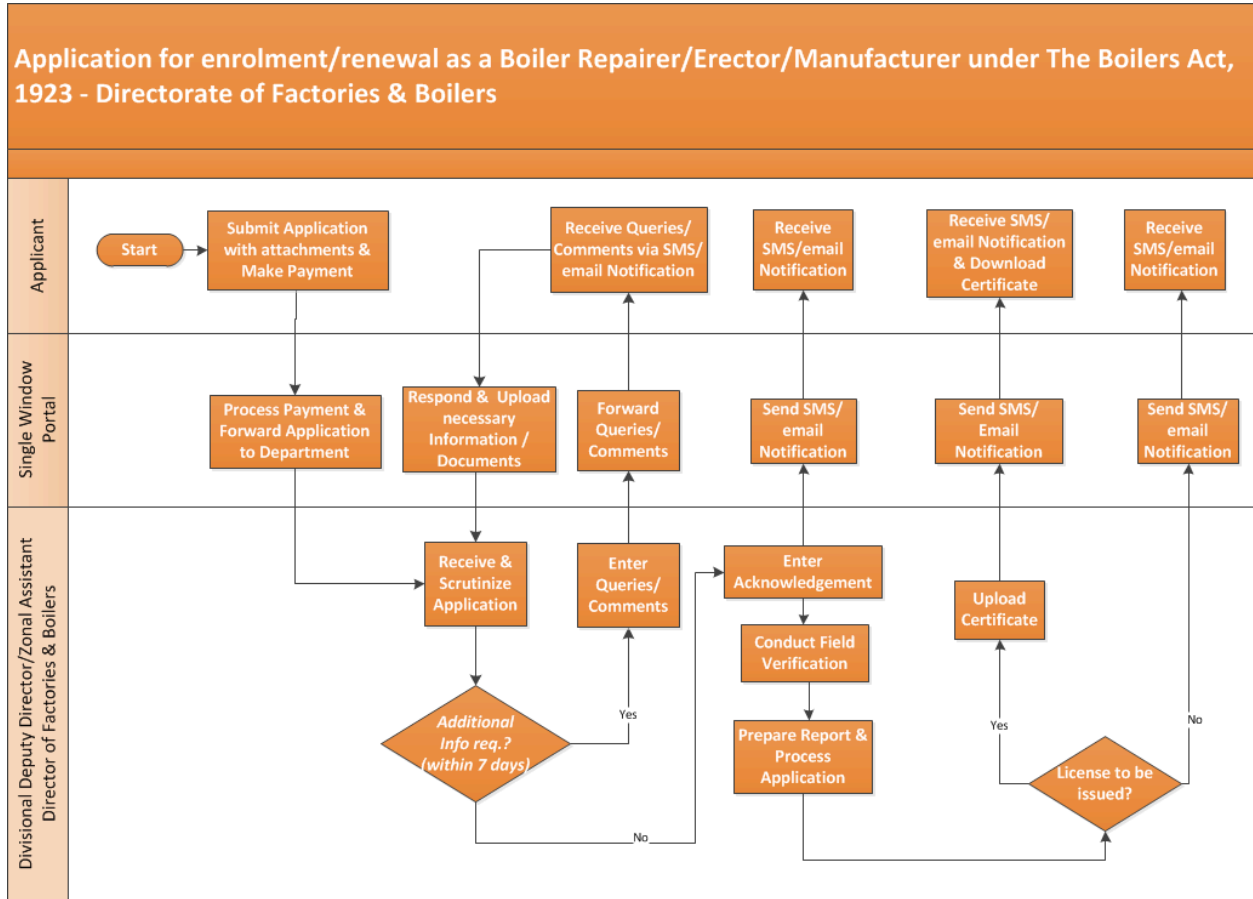 Application for enrolment/renewal as a Boiler Repairer/Erector/Manufacturer under The Boilers Act,
1923 - Directorate of Factories & Boilers
Applicant
Start
Submit Application
with attachments &
Make Payment
Receive Queries/
Comments via SMS/
email Notification
Receive
SMS/email
Notification
Receive SMS/
email Notification
& Download
Certificate
Receive
SMS/email
Notification
Single Window
Portal
Process Payment &
Forward Application
to Department
Respond & Upload
necessary
Information /
Documents
Forward
Queries/
Comments
Send SMS/
email
Notification
Send SMS/
Email
Notification
Send SMS/
email
Notification
Divisional Deputy Director/Zonal Assistant
Director of Factories & Boilers
Receive &
Scrutinize
Application
Enter
Queries/
Comments
Enter
Acknowledgement
Upload
Certificate
Conduct Field
Verification
Additional
Info req.?
(within 7 days)
Yes
Prepare Report &
Process
Application
Yes
No
License to be
issued?
No